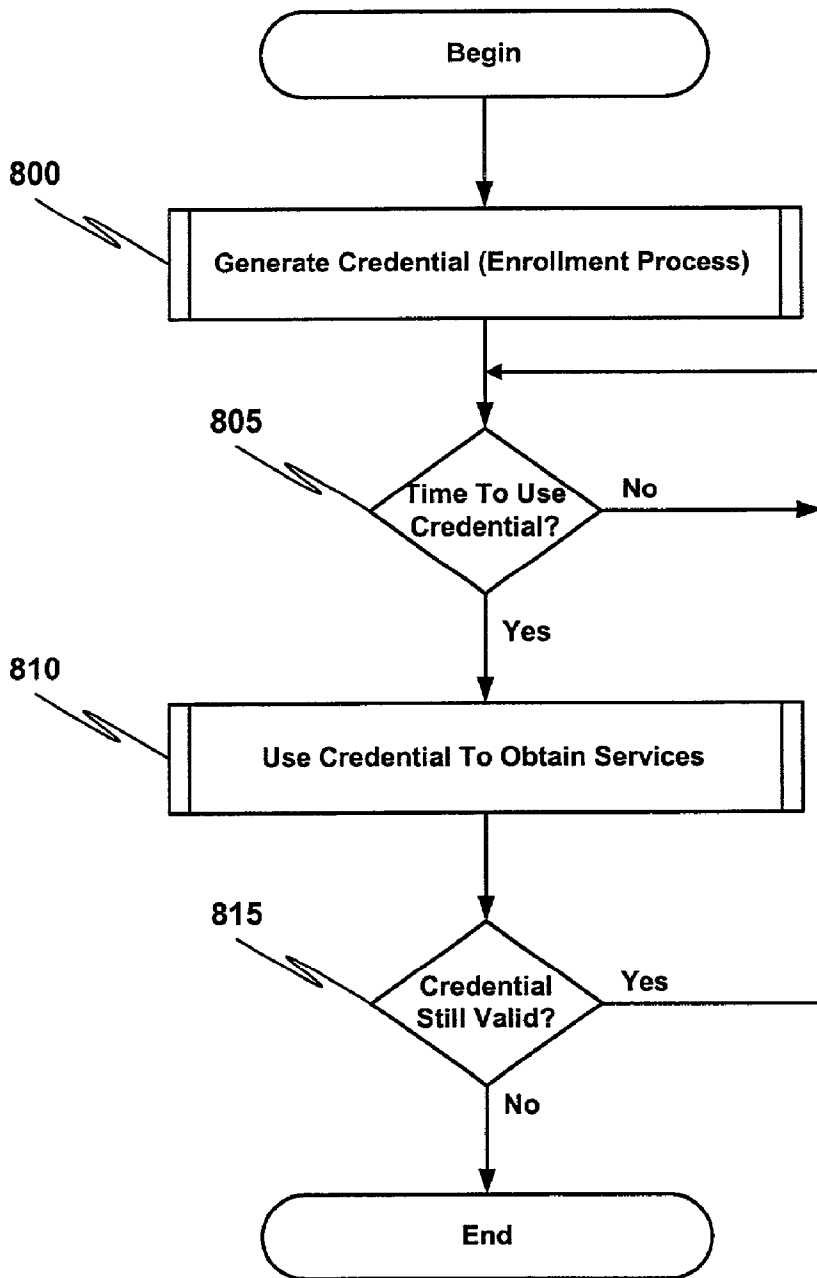 Begin
800
Generate Credential (Enrollment Process)
805
Time To Use
Credential?
No
Yes
810
Use Credential To Obtain Services
815
Credential
Still Valid?
Yes
No
End